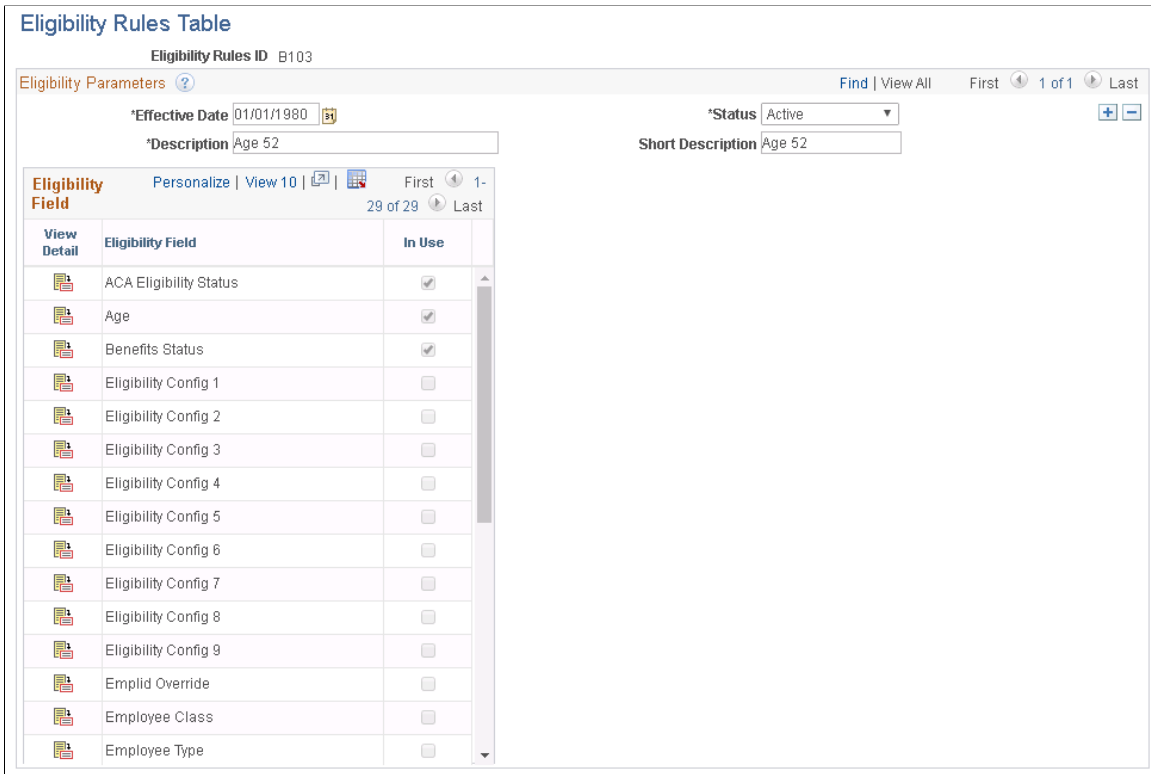 Eligibility Rules Table
Eligibility Rules ID B103
Eligibility Parameters ? Find | View All First 1 of 1 Last
*Effective Date 01/01/1980 31 *Status Active
*Description Age 52 Short Description Age 52
Eligibility Field Personalize | View 10 | | First 1-29 of 29 Last
View Detail Eligibility Field In Use
ACA Eligibility Status
Age
Benefits Status
Eligibility Config 1
Eligibility Config 2
Eligibility Config 3
Eligibility Config 4
Eligibility Config 5
Eligibility Config 6
Eligibility Config 7
Eligibility Config 8
Eligibility Config 9
Emplid Override
Employee Class
Employee Type